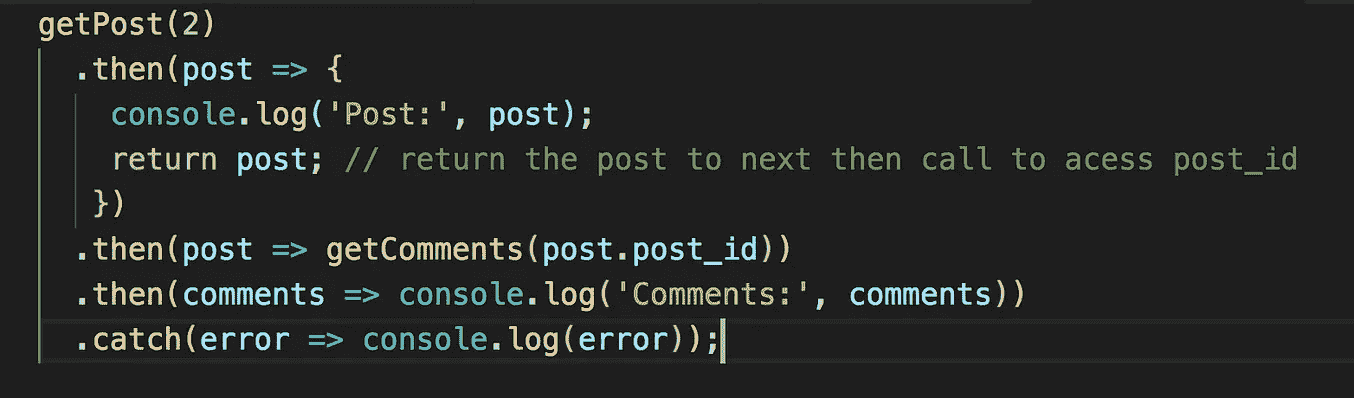 getPost(2)
.then(post => {
console.log('Post:', post);
return post; // return the post to next then call to acess post_id
})
.then(post => getComments(post.post_id))
.then(comments => console.log('Comments:', comments))
.catch(error => console.log(error));